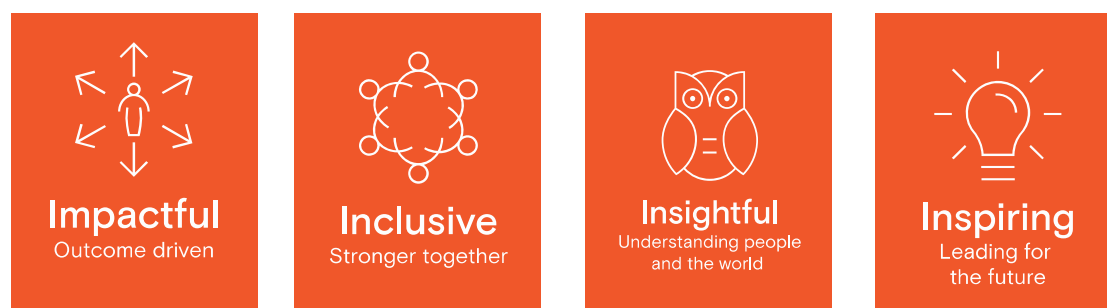 Impactful
Outcome driven
Inclusive
Stronger together
Insightful
Understanding people
and the world
Inspiring
Leading for
the future